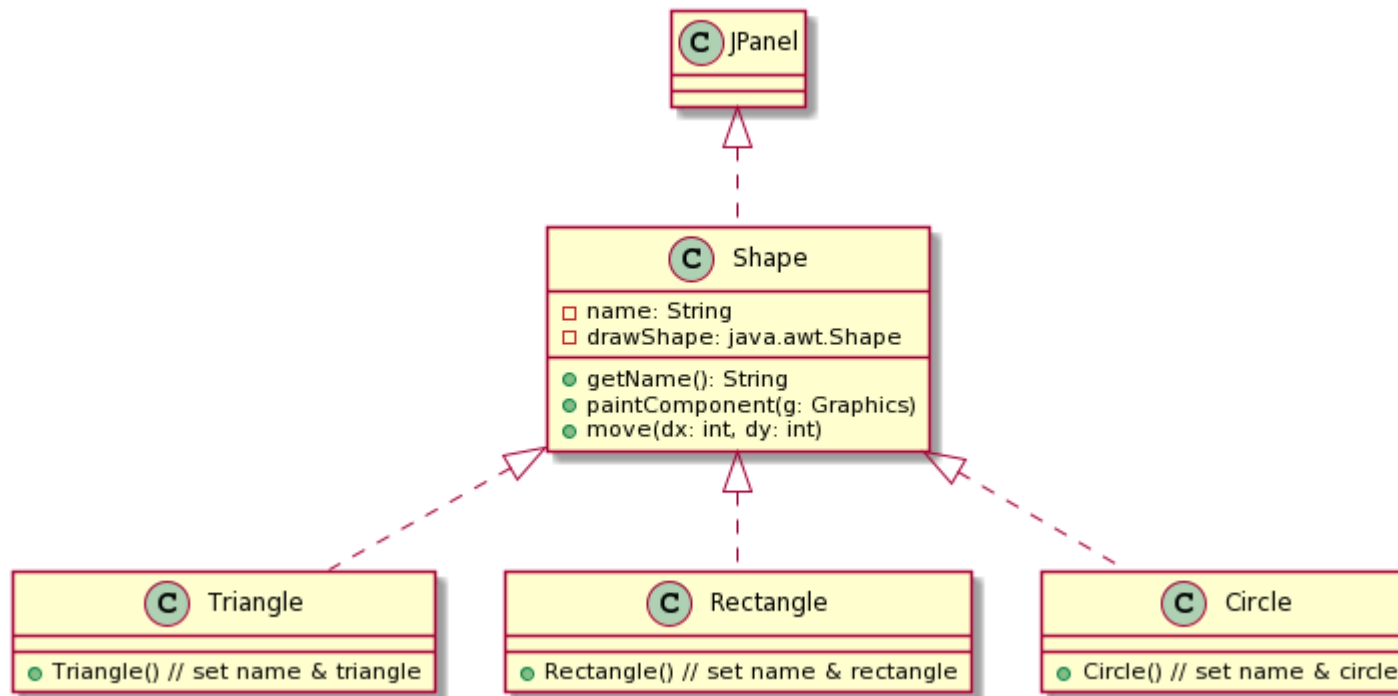 C JPanel
C Shape
name: String
drawShape: java.awt.Shape
getName(): String
paintComponent(g: Graphics)
move(dx: int, dy: int)
C Triangle
Triangle() // set name & triangle
C Rectangle
Rectangle() // set name & rectangle
C Circle
Circle() // set name & circle